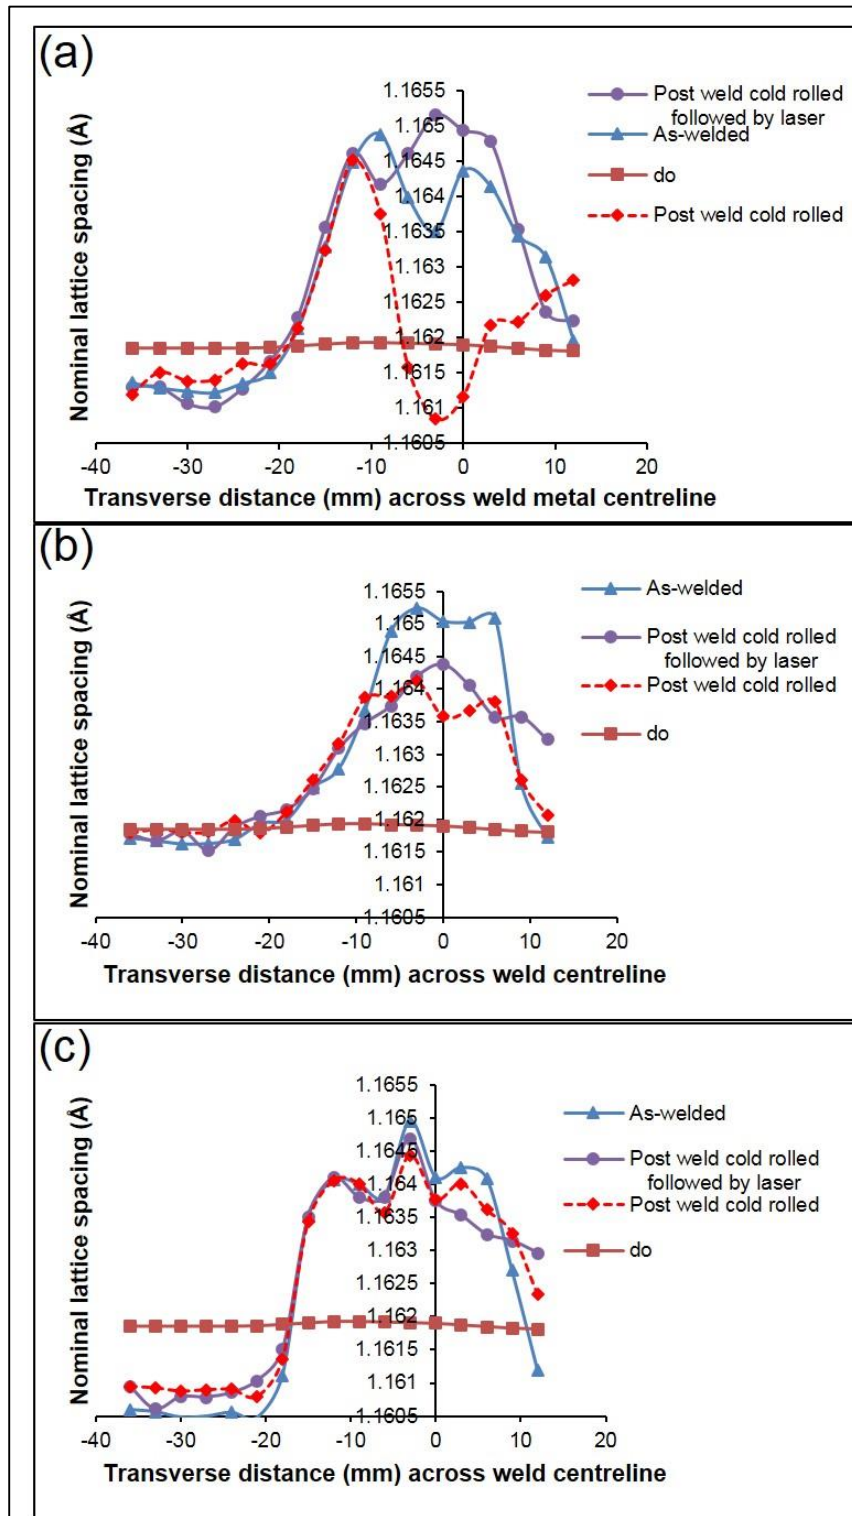 (a)
1.1655
1.165
1.1645
1.164
1.1635
1.163
1.1625
1.162
1.1615
1.161
1.1605
Nominal lattice spacing (Å)
-40 -30 -20 -10 0 10 20
Transverse distance (mm) across weld metal centreline
Post weld cold rolled
followed by laser
As-welded
do
Post weld cold rolled
(b)
1.1655
1.165
1.1645
1.164
1.1635
1.163
1.1625
1.162
1.1615
1.161
1.1605
Nominal lattice spacing (Å)
-40 -30 -20 -10 0 10 20
Transverse distance (mm) across weld centreline
As-welded
Post weld cold rolled
followed by laser
Post weld cold rolled
do
(c)
1.1655
1.165
1.1645
1.164
1.1635
1.163
1.1625
1.162
1.1615
1.161
1.1605
Nominal lattice spacing (Å)
-40 -30 -20 -10 0 10 20
Transverse distance (mm) across weld centreline
As-welded
Post weld cold rolled
followed by laser
Post weld cold rolled
do